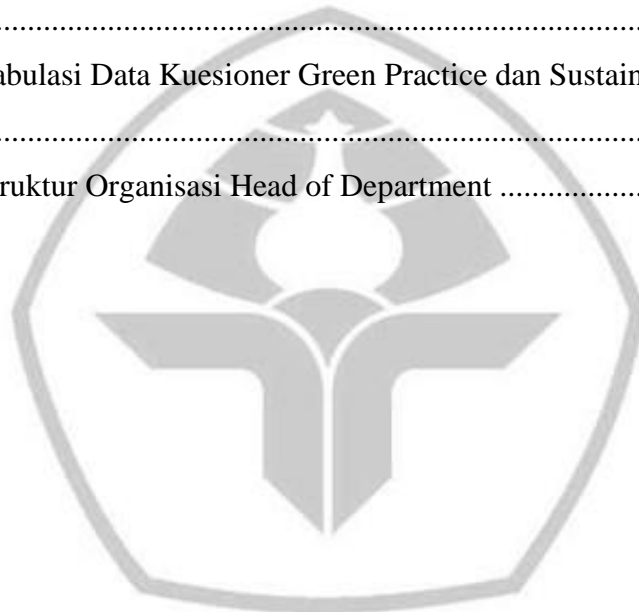 ................................................................
abulasi Data Kuesioner Green Practice dan Sustain
................................................................
ruktur Organisasi Head of Department ..................